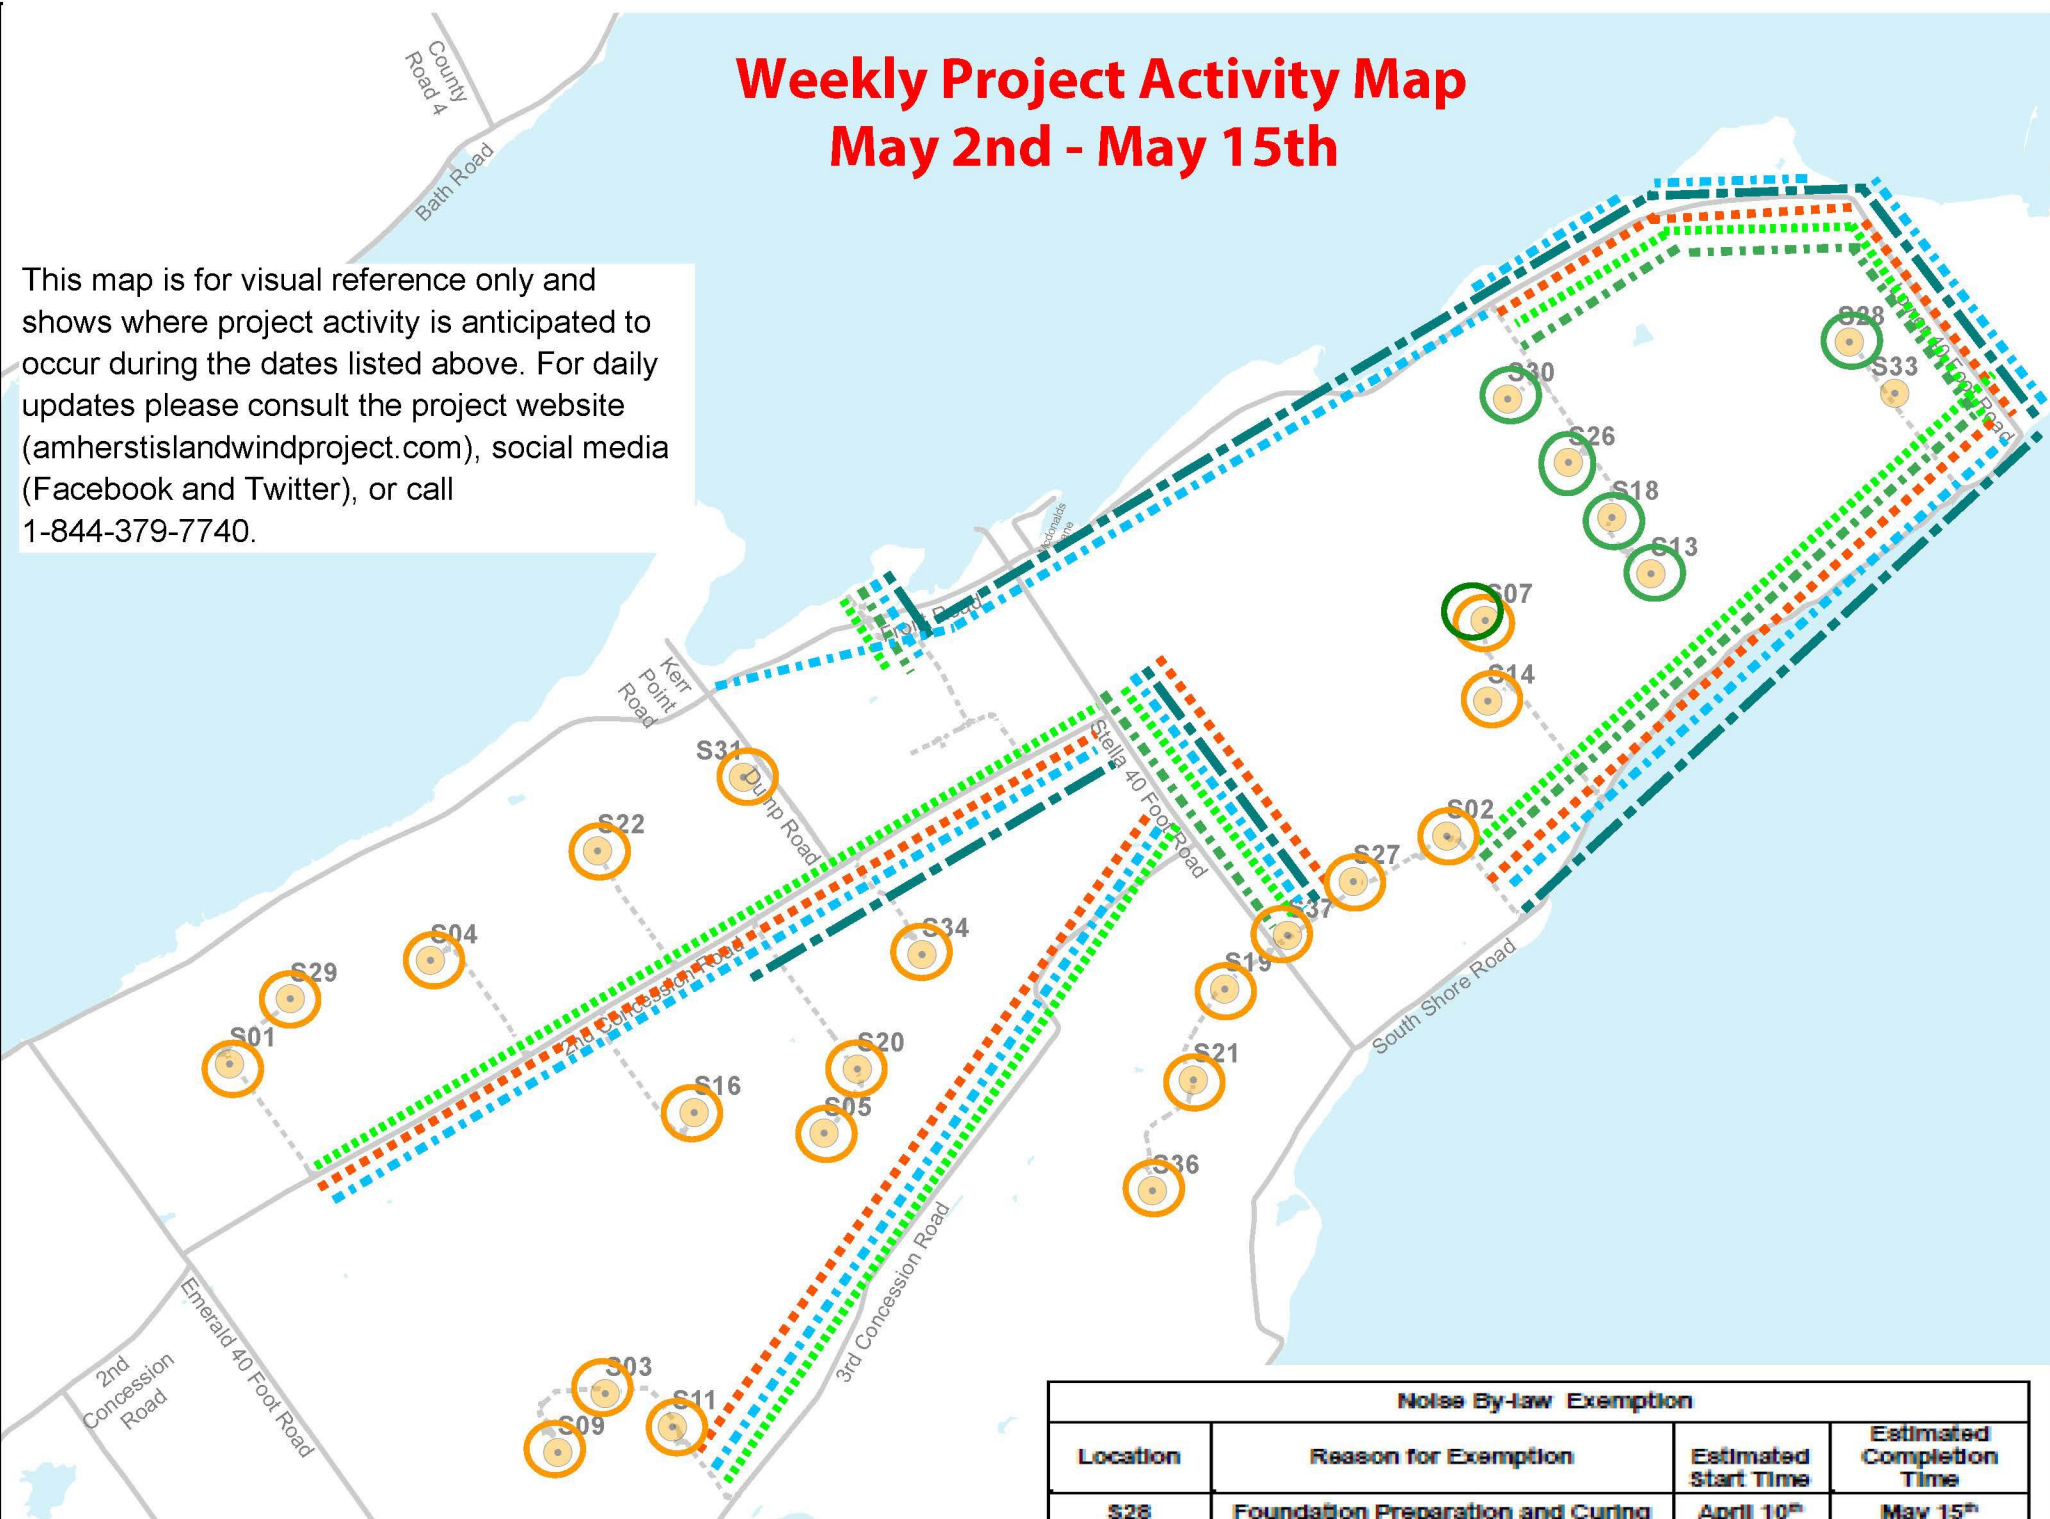 Weekly Project Activity Map
May 2nd - May 15th
County
Road 4
Bath Road
This map is for visual reference only and
shows where project activity is anticipated to
occur during the dates listed above. For daily
updates please consult the project website
(amherstislandwindproject.com), social media
(Facebook and Twitter), or call
1-844-379-7740.
S28
S33
40 Foot Road
S30
S26
S18
S13
S07
S14
Mcdonalds
Lane
Front Road
Kerr
Point
Road
S31
Dump Road
Stella 40 Foot Road
S22
S02
S27
S37
S34
S04
S29
S01
S19
South Shore Road
2nd Concession Road
S20
S21
S16
S05
S36
3rd Concession Road
Emerald 40 Foot Road
2nd
Concession
Road
S03
S11
S09
Noise By-law Exemption
Location
Reason for Exemption
Estimated
Start Time
Estimated
Completion
Time
S28
Foundation Preparation and Curing
April 10th
May 15th